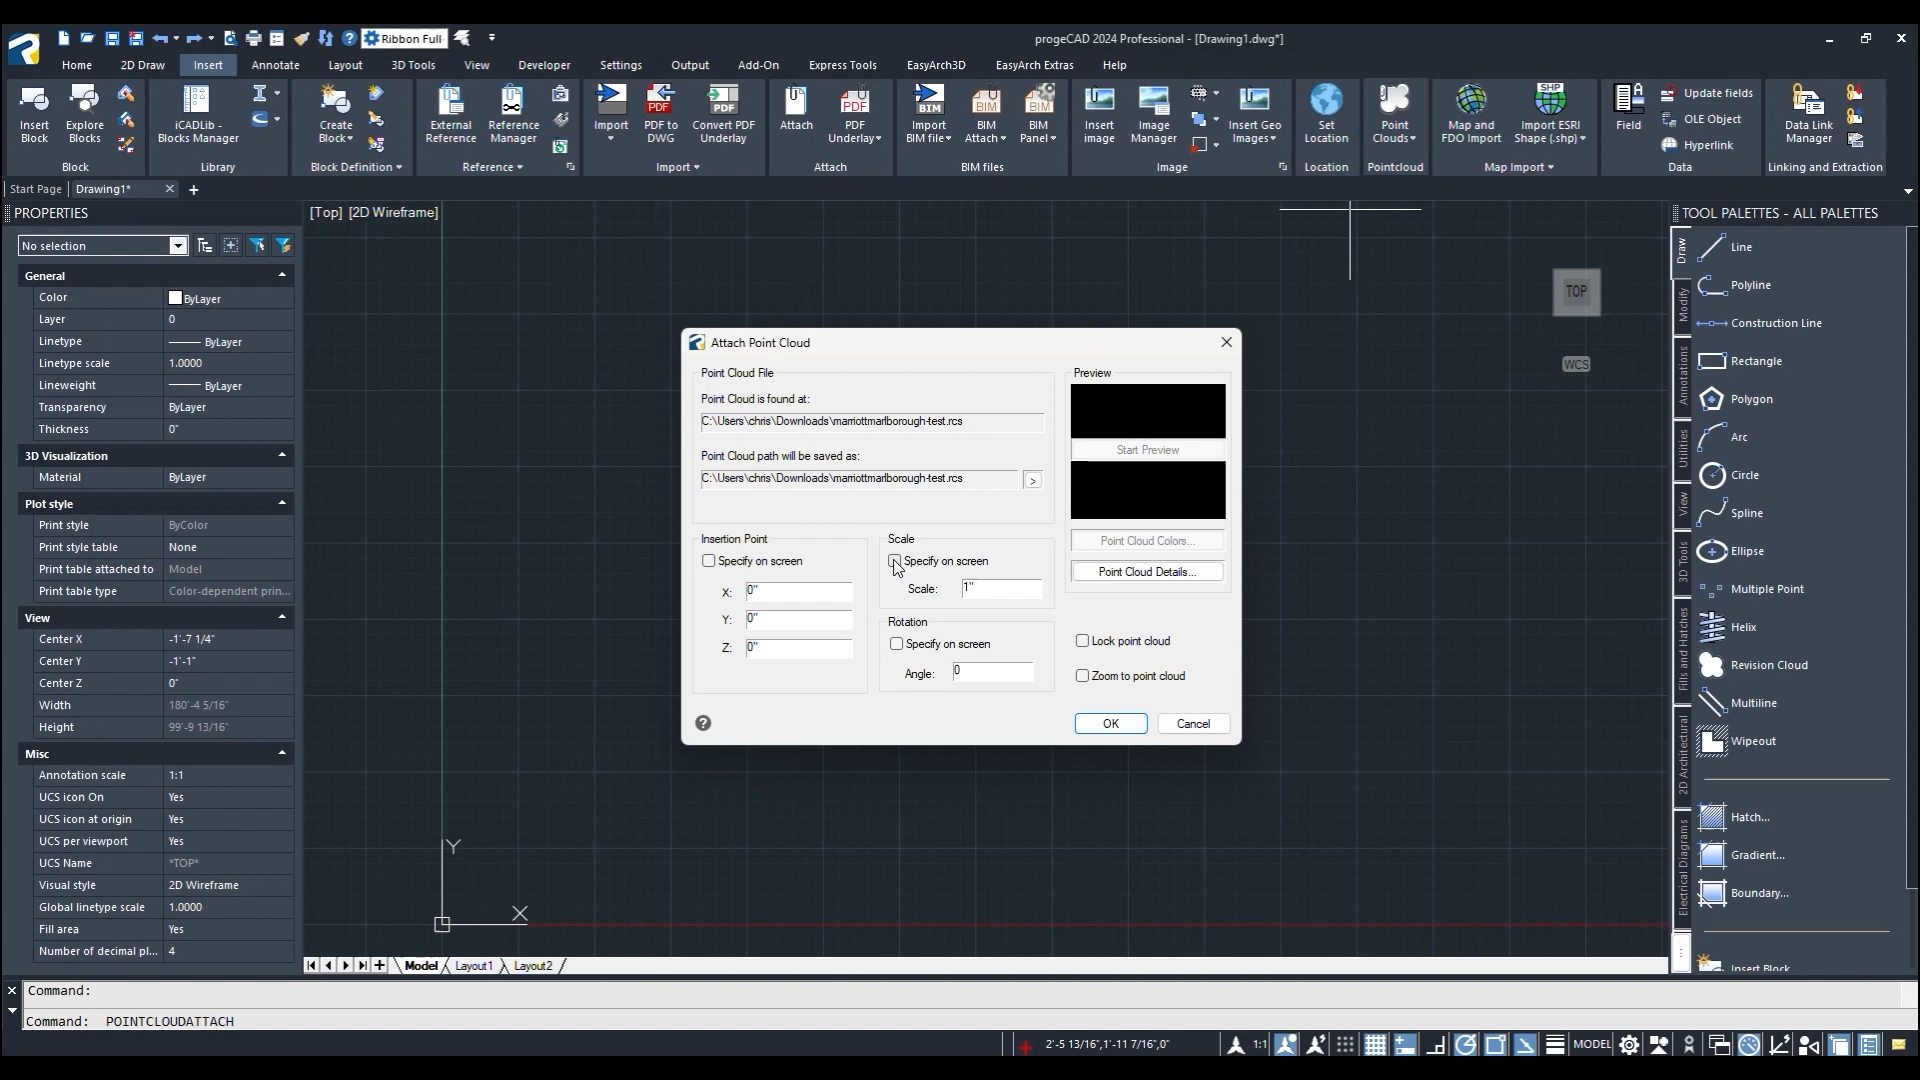 Ribbon Full
progeCAD 2024 Professional - [Drawing1.dwg*]
Home 2D Draw Insert Annotate Layout 3D Tools View Developer Settings Output Add-On Express Tools EasyArch3D EasyArch Extras Help
Insert Block
Explore Blocks
Block
iCADLib - Blocks Manager
Library
Create Block
Block Definition
External Reference
Reference Manager
Reference
Import
PDF to DWG
Convert PDF Underlay
Import
Attach
PDF Underlay
Attach
Import BIM file
BIM Attach
BIM Panel
BIM files
Insert image
Image Manager
Insert Geo Images
Image
Set Location
Location
Point Clouds
Pointcloud
Map and FDO Import
Import ESRI Shape (.shp)
Map Import
Field
Update fields
OLE Object
Hyperlink
Data
Data Link Manager
Linking and Extraction
Start Page
Drawing1*
PROPERTIES
No selection
General
Color ByLayer
Layer 0
Linetype ByLayer
Linetype scale 1.0000
Lineweight ByLayer
Transparency ByLayer
Thickness 0"
3D Visualization
Material ByLayer
Plot style
Print style ByColor
Print style table None
Print table attached to Model
Print table type Color-dependent prin...
View
Center X -1'-7 1/4"
Center Y -1'-1"
Center Z 0"
Width 180'-4 5/16"
Height 99'-9 13/16"
Misc
Annotation scale 1:1
UCS icon On Yes
UCS icon at origin Yes
UCS per viewport Yes
UCS Name *TOP*
Visual style 2D Wireframe
Global linetype scale 1.0000
Fill area Yes
Number of decimal pl... 4
[Top] [2D Wireframe]
TOP
WCS
Y
X
Attach Point Cloud
Point Cloud File
Point Cloud is found at:
C:\Users\chris\Downloads\marriottmarlborough-test.rcs
Point Cloud path will be saved as:
C:\Users\chris\Downloads\marriottmarlborough-test.rcs
>
Insertion Point
Specify on screen
X: 0"
Y: 0"
Z: 0"
Scale
Specify on screen
Scale: 1"
Rotation
Specify on screen
Angle: 0
Preview
Start Preview
Point Cloud Colors...
Point Cloud Details...
Lock point cloud
Zoom to point cloud
OK
Cancel
TOOL PALETTES - ALL PALETTES
Draw
Modify
Annotations
Utilities
View
3D Tools
Fills and Hatches
2D Architectural
Electrical Diagrams
Line
Polyline
Construction Line
Rectangle
Polygon
Arc
Circle
Spline
Ellipse
Multiple Point
Helix
Revision Cloud
Multiline
Wipeout
Hatch...
Gradient...
Boundary...
Insert Block
Model
Layout1
Layout2
Command:
Command: POINTCLOUDATTACH
2'-5 13/16",1'-11 7/16",0"
1:1
MODEL